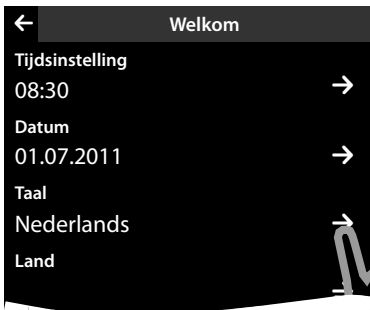 Welkom
Tijdsinstelling
08:30
Datum
01.07.2011
Taal
Nederlands
Land